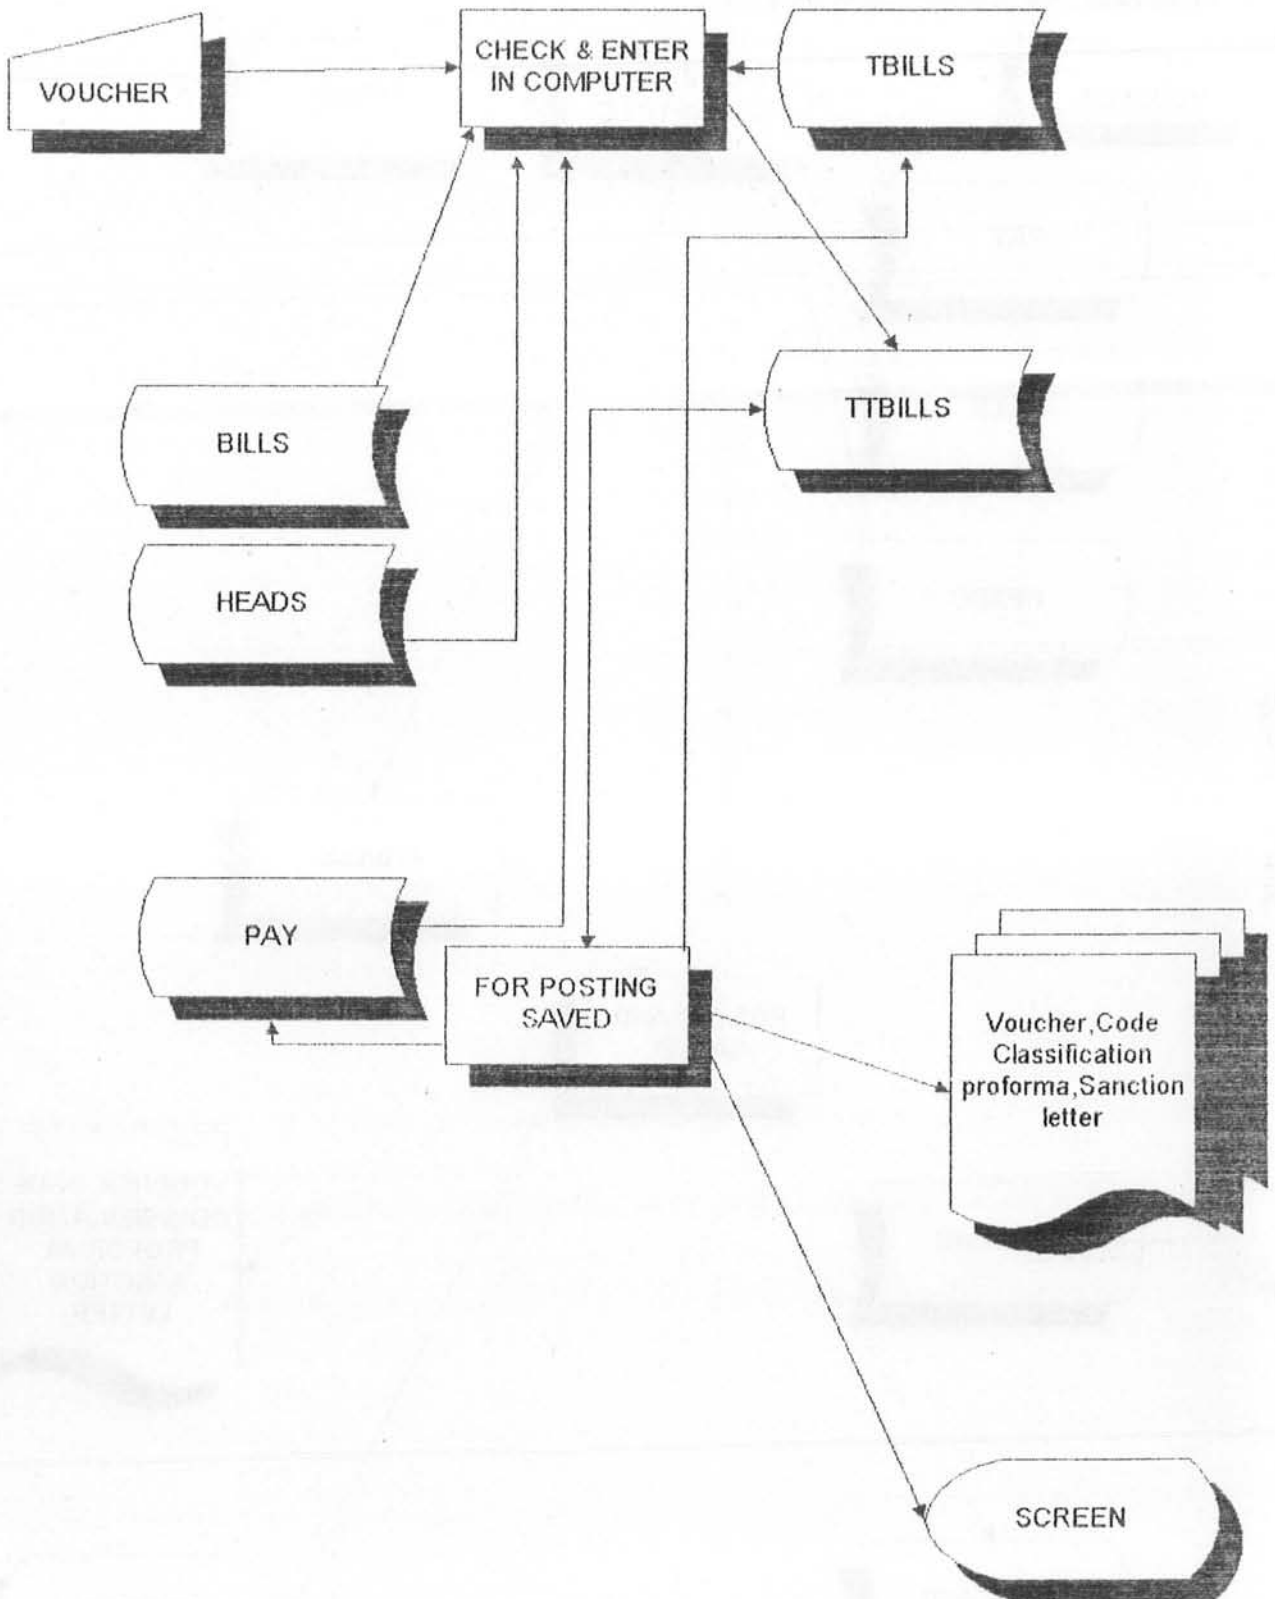 VOUCHER
CHECK & ENTER
IN COMPUTER
TBILLS
TTBILLS
BILLS
HEADS
PAY
FOR POSTING
SAVED
Voucher,Code
Classification
proforma,Sanction
letter
SCREEN